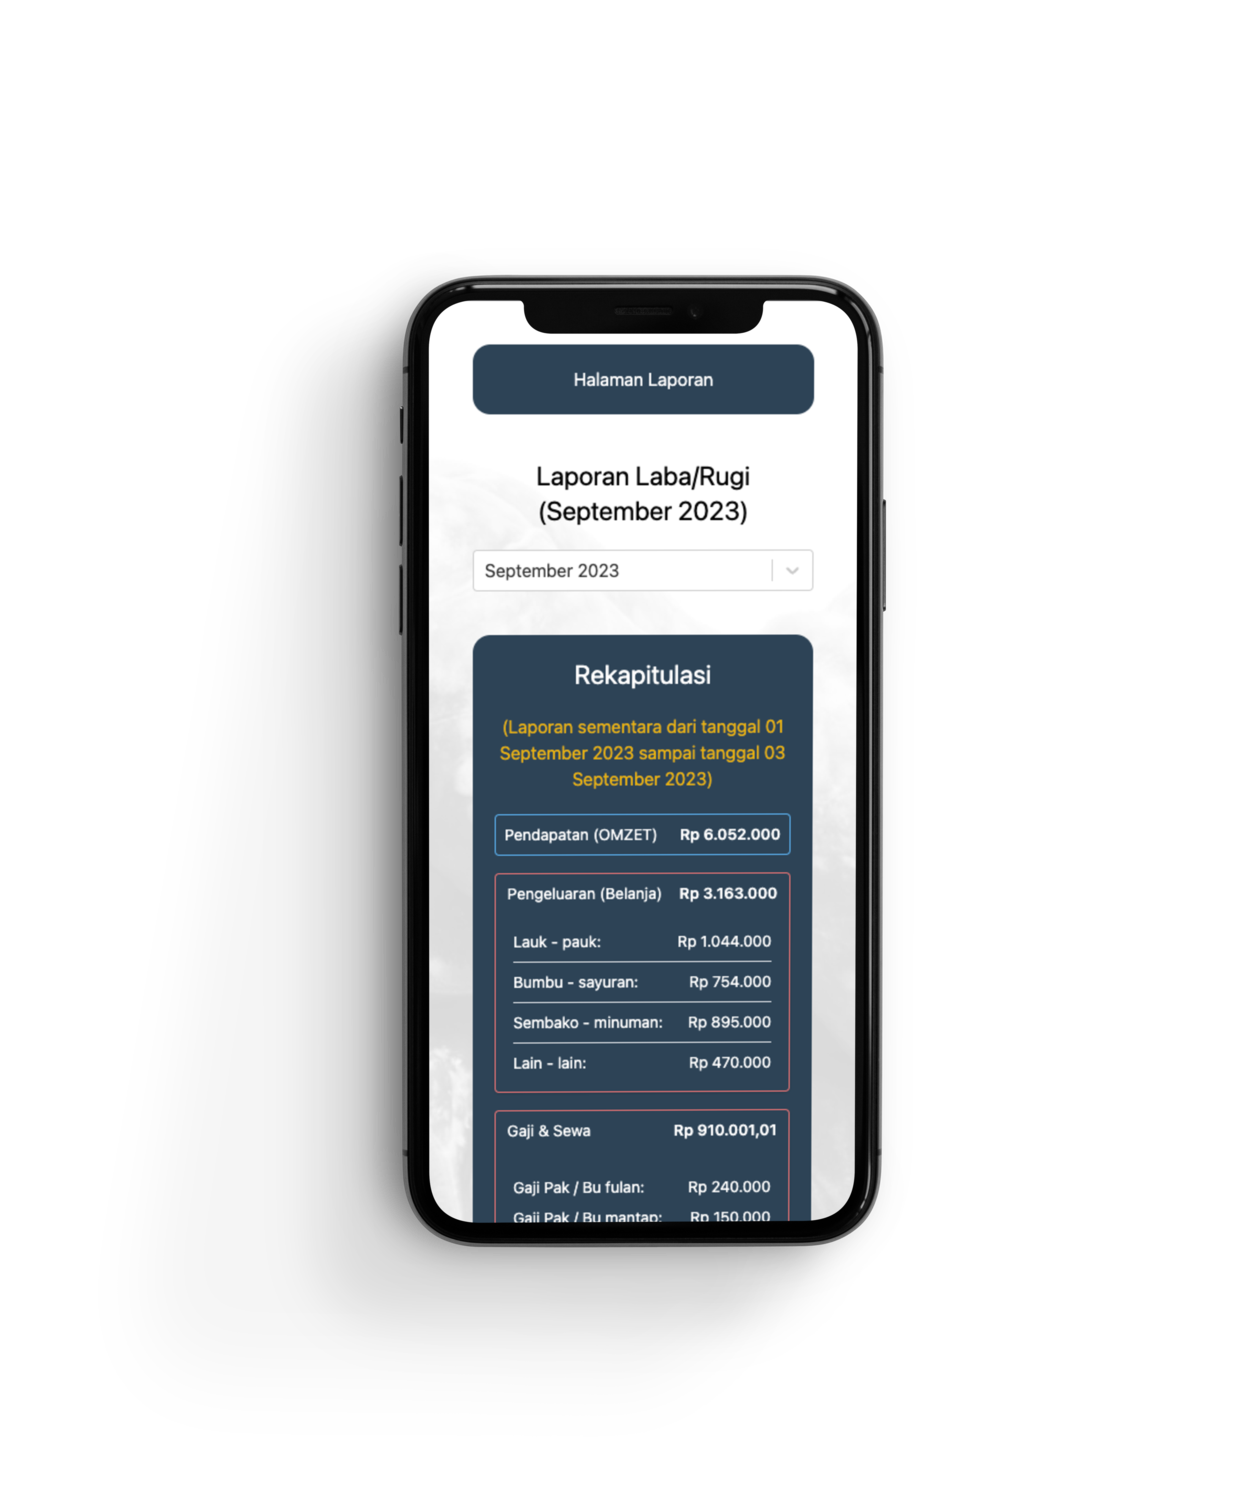 Halaman Laporan
Laporan Laba/Rugi
(September 2023)
September 2023
Rekapitulasi
(Laporan sementara dari tanggal 01
September 2023 sampai tanggal 03
September 2023)
Pendapatan (OMZET) Rp 6.052.000
Pengeluaran (Belanja) Rp 3.163.000
Lauk - pauk: Rp 1.044.000
Bumbu - sayuran: Rp 754.000
Sembako - minuman: Rp 895.000
Lain - lain: Rp 470.000
Gaji & Sewa Rp 910.001,01
Gaji Pak / Bu fulan: Rp 240.000
Gaji Pak / Bu mantap: Rp 150.000